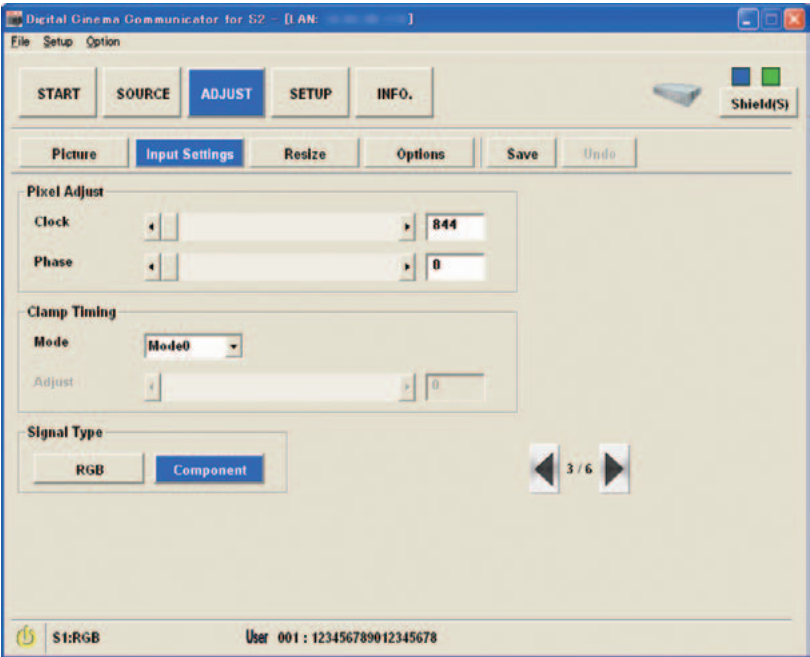 Digital Cinema Communicator for S2 - [LAN: ]
File Setup Option
START SOURCE ADJUST SETUP INFO. Shield(S)
Picture Input Settings Resize Options Save Undo
Pixel Adjust
Clock 844
Phase 0
Clamp Timing
Mode Mode0
Adjust 0
Signal Type
RGB Component 3 / 6
S1:RGB User 001 : 123456789012345678